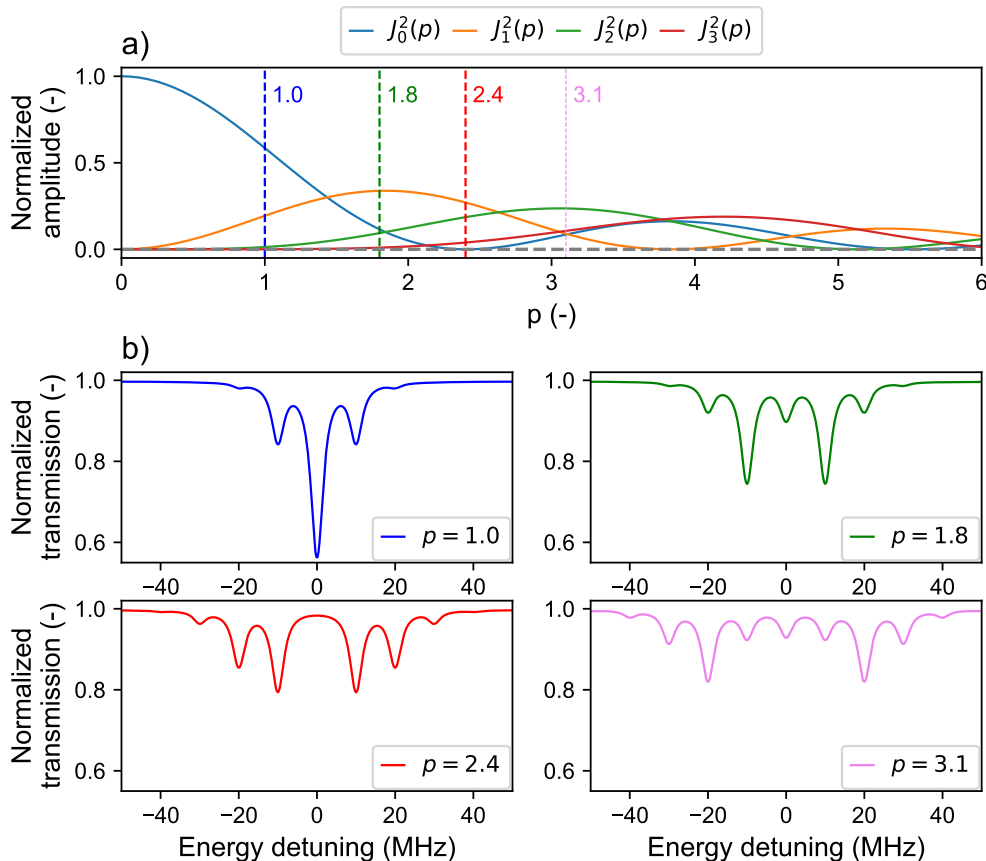 J₀²(p) J₁²(p) J₂²(p) J₃²(p)
a)
Normalized
amplitude (-)
1.0
0.5
0.0
1.0 1.8 2.4 3.1
0 1 2 3 4 5 6
p (-)
b)
Normalized
transmission (-)
1.0
0.8
0.6
p = 1.0
−40 −20 0 20 40
Normalized
transmission (-)
1.0
0.8
0.6
p = 1.8
−40 −20 0 20 40
Normalized
transmission (-)
1.0
0.8
0.6
p = 2.4
−40 −20 0 20 40
Energy detuning (MHz)
Normalized
transmission (-)
1.0
0.8
0.6
p = 3.1
−40 −20 0 20 40
Energy detuning (MHz)